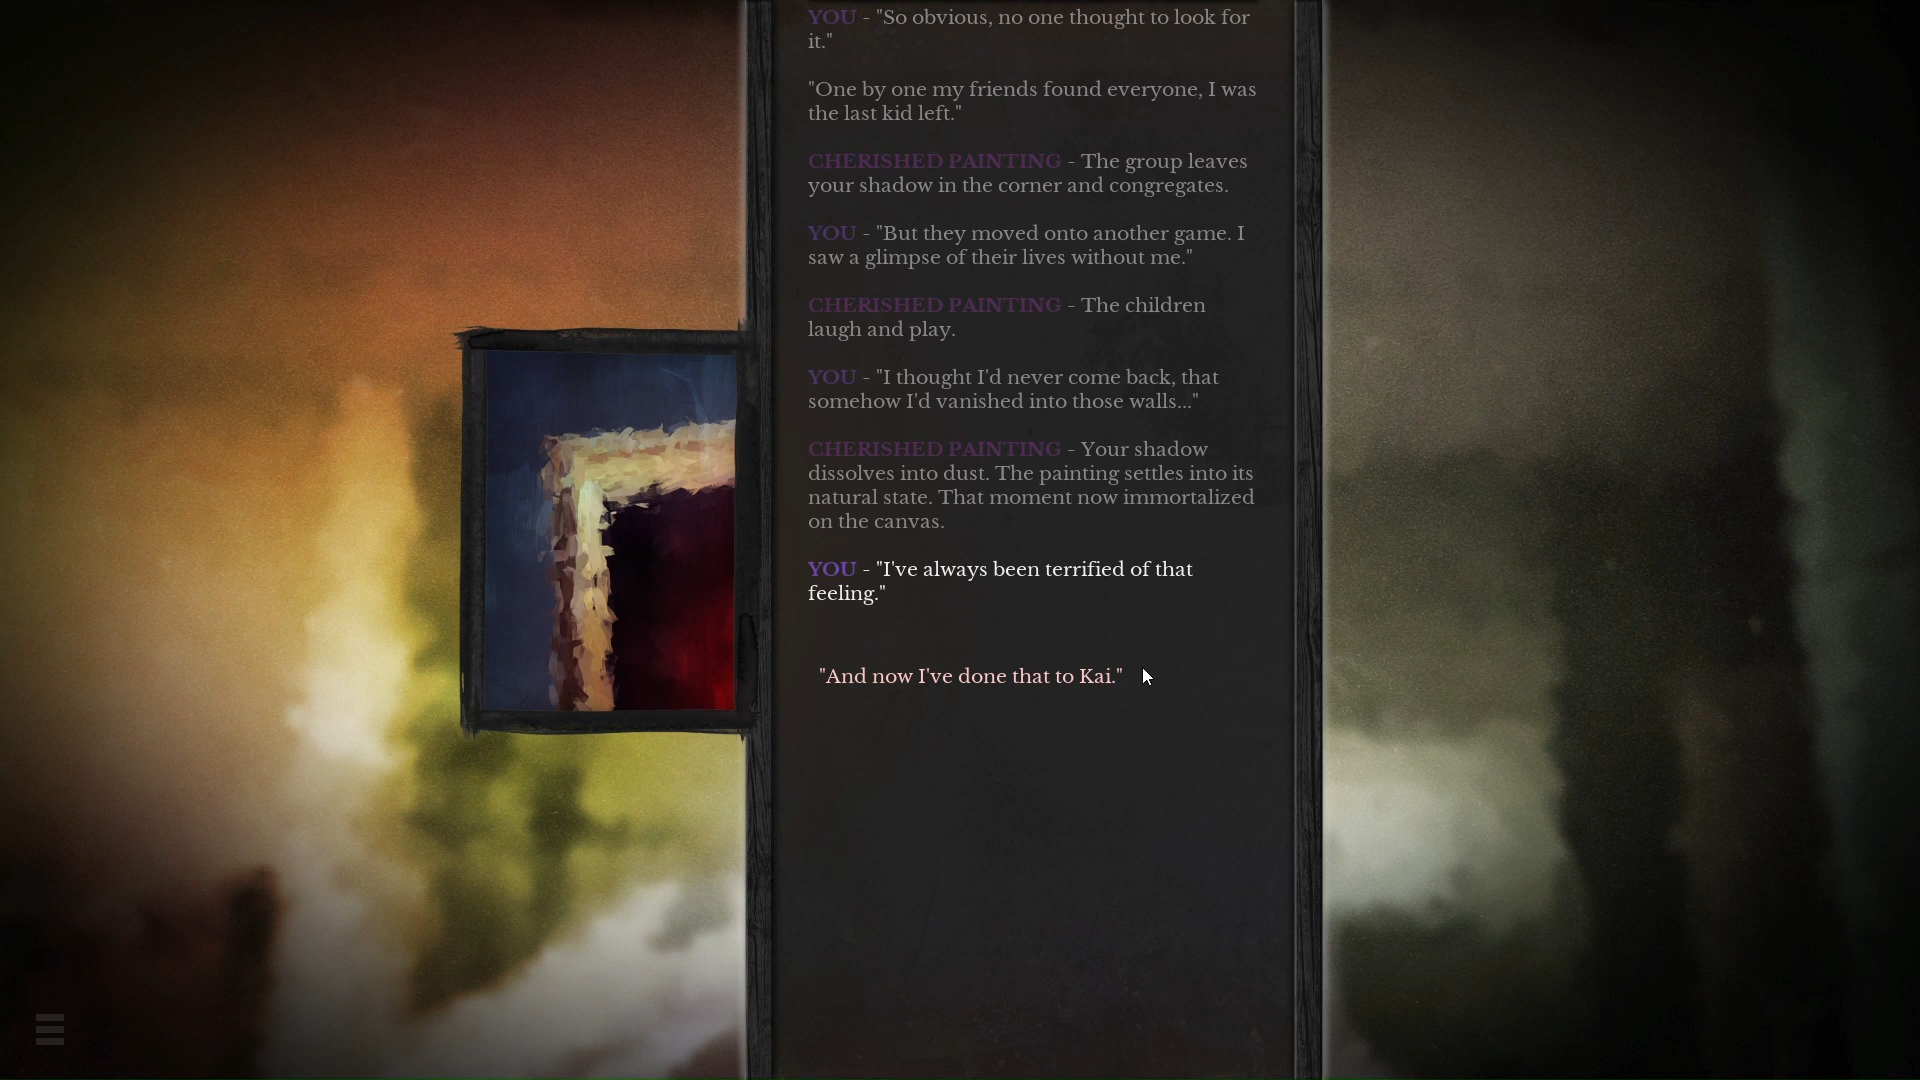 YOU - "So obvious, no one thought to look for
it."
"One by one my friends found everyone, I was
the last kid left."
CHERISHED PAINTING - The group leaves
your shadow in the corner and congregates.
YOU - "But they moved onto another game. I
saw a glimpse of their lives without me."
CHERISHED PAINTING - The children
laugh and play.
YOU - "I thought I'd never come back, that
somehow I'd vanished into those walls..."
CHERISHED PAINTING - Your shadow
dissolves into dust. The painting settles into its
natural state. That moment now immortalized
on the canvas.
YOU - "I've always been terrified of that
feeling."
"And now I've done that to Kai."